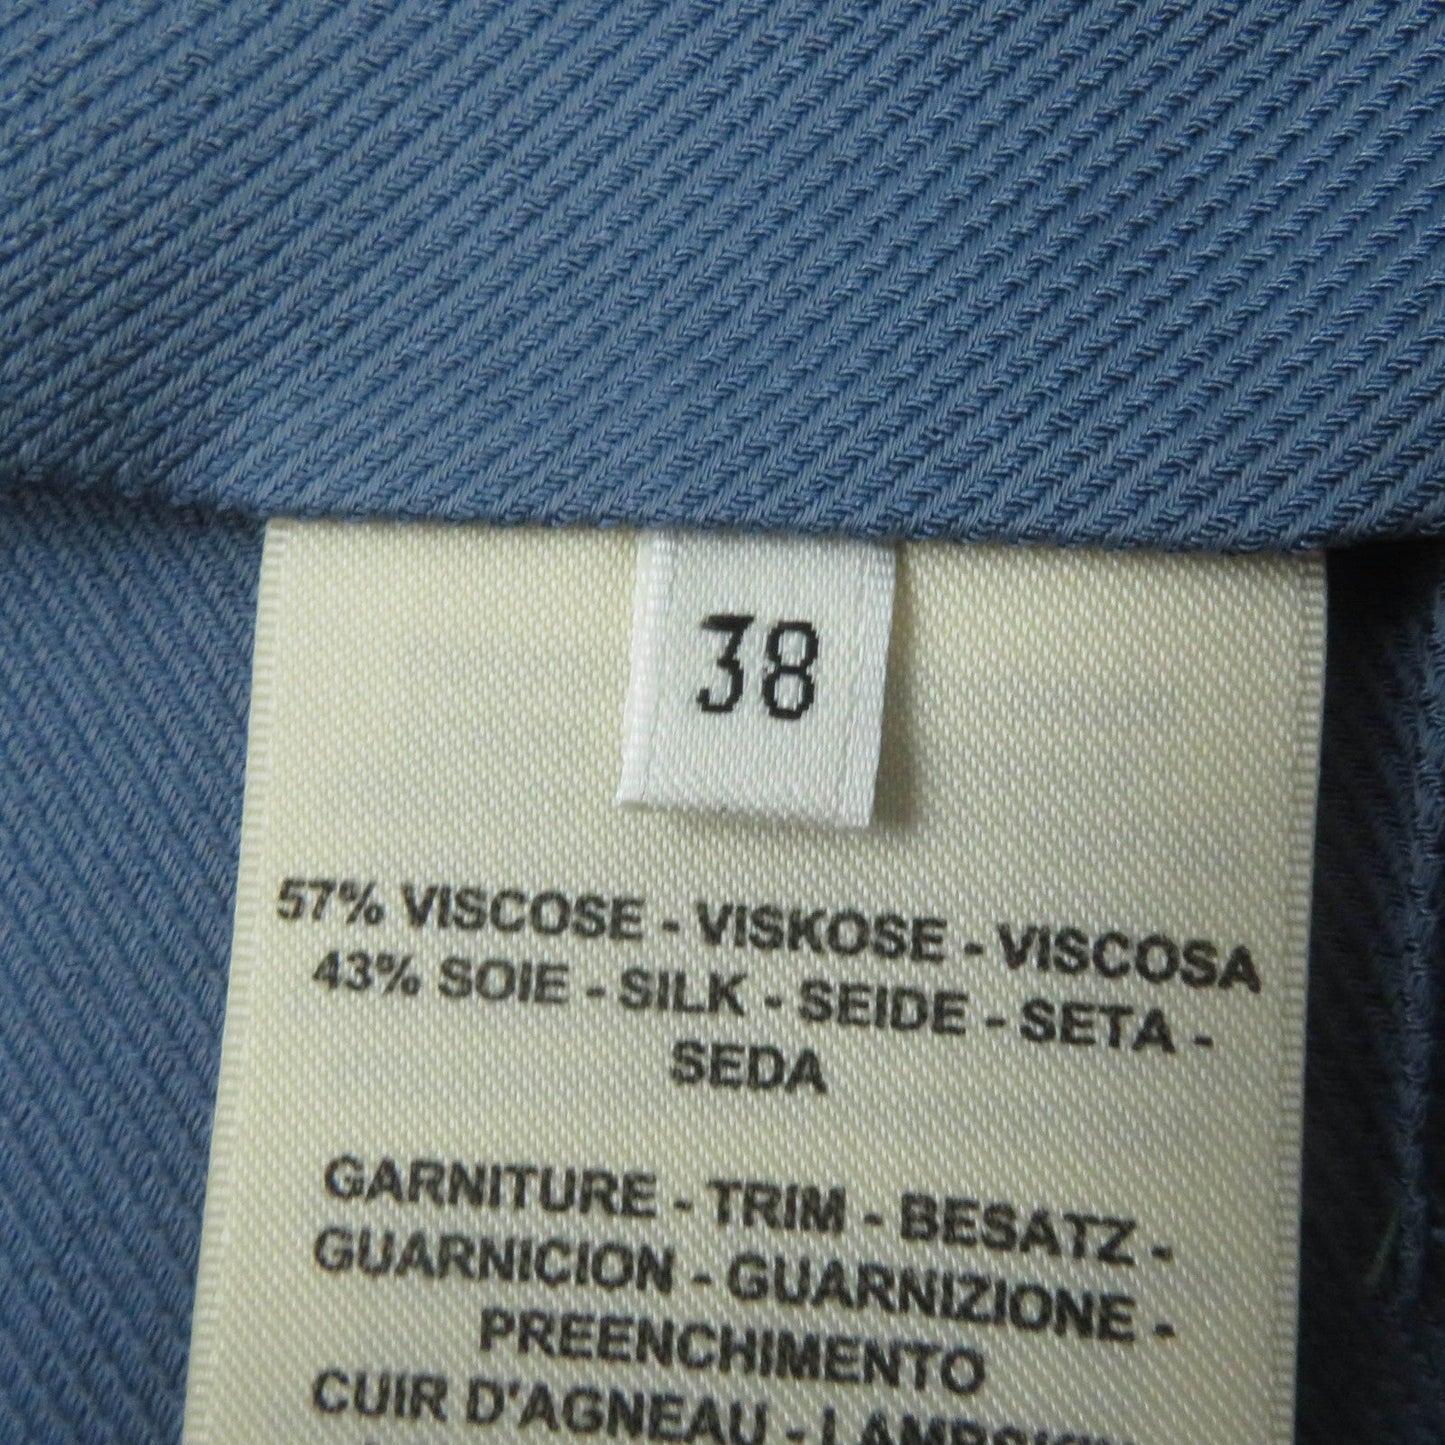 38
57% VISCOSE - VISKOSE - VISCOSA
43% SOIE - SILK - SEIDE - SETA -
SEDA
GARNITURE - TRIM - BESATZ -
GUARNICION - GUARNIZIONE -
PREENCHIMENTO
CUIR D'AGNEAU -